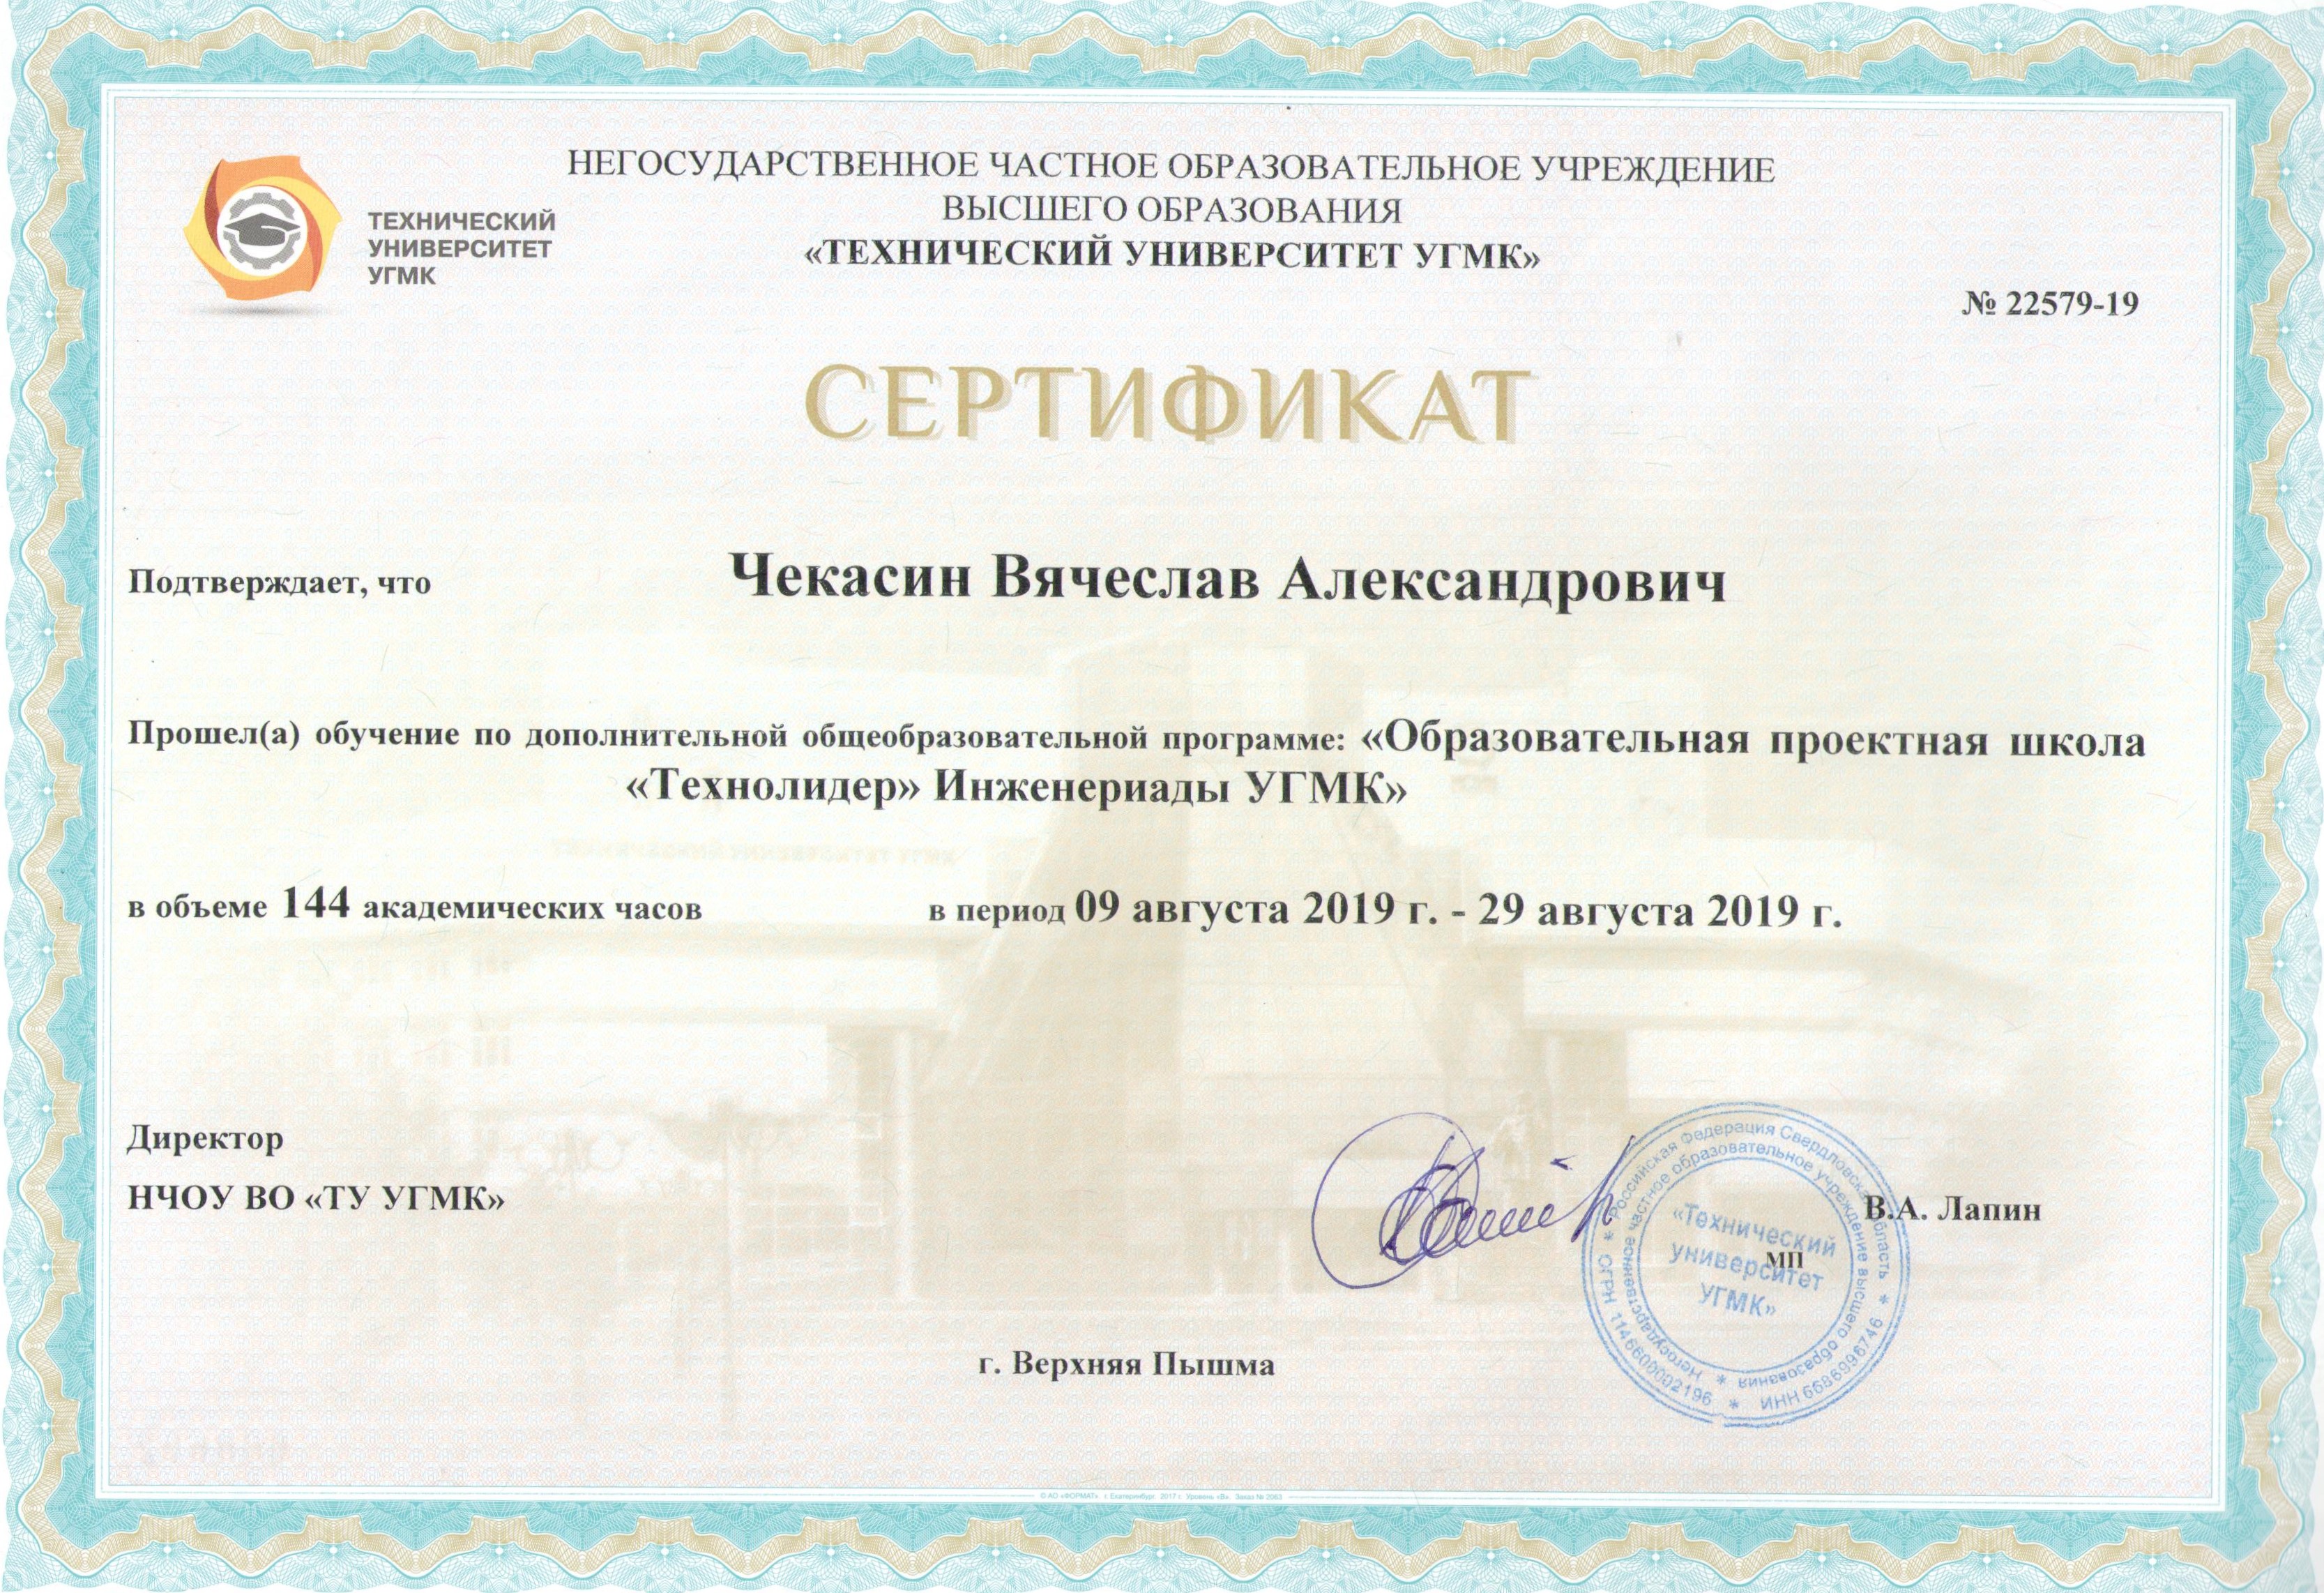 НЕГОСУДАРСТВЕННОЕ ЧАСТНОЕ ОБРАЗОВАТЕЛЬНОЕ УЧРЕЖДЕНИЕ
ВЫСШЕГО ОБРАЗОВАНИЯ
«ТЕХНИЧЕСКИЙ УНИВЕРСИТЕТ УГМК»
ТЕХНИЧЕСКИЙ
УНИВЕРСИТЕТ
УГМК
№ 22579-19
СЕРТИФИКАТ
Подтверждает, что Чекасин Вячеслав Александрович
Прошел(а) обучение по дополнительной общеобразовательной программе: «Образовательная проектная школа
«Технолидер» Инженериады УГМК»
ТЕХНИЧЕСКИЙ УНИВЕРСИТЕТ УГМК
в объеме 144 академических часов в период 09 августа 2019 г. - 29 августа 2019 г.
Директор
НЧОУ ВО «ТУ УГМК»
В.А. Лапин
МП
Российская Федерация Свердловская область * ИНН 6686996746 * ОГРН 1146600002196 *
Негосударственное частное образовательное учреждение высшего образования *
«Технический
университет
УГМК»
г. Верхняя Пышма
© АО «ФОРМАТ», г. Екатеринбург, 2017 г. Уровень «В». Заказ № 2063